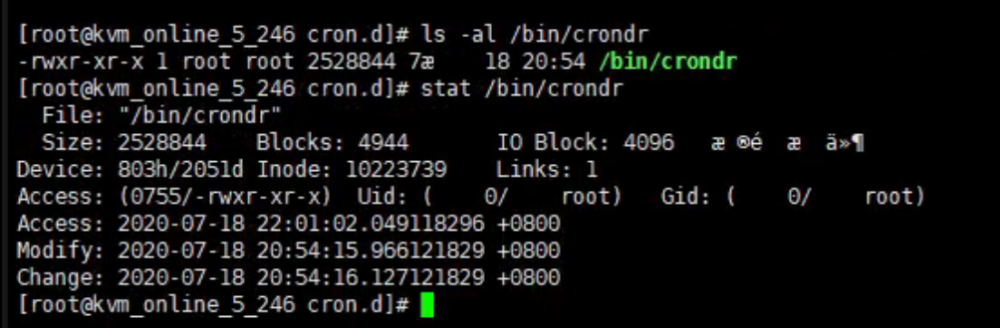 [root@kvm_online_5_246 cron.d]# ls -al /bin/crondr
-rwxr-xr-x 1 root root 2528844 7æ 18 20:54 /bin/crondr
[root@kvm_online_5_246 cron.d]# stat /bin/crondr
File: "/bin/crondr"
Size: 2528844 Blocks: 4944 IO Block: 4096 æ ®é æ ä»¶
Device: 803h/2051d Inode: 10223739 Links: 1
Access: (0755/-rwxr-xr-x) Uid: ( 0/ root) Gid: ( 0/ root)
Access: 2020-07-18 22:01:02.049118296 +0800
Modify: 2020-07-18 20:54:15.966121829 +0800
Change: 2020-07-18 20:54:16.127121829 +0800
[root@kvm_online_5_246 cron.d]#